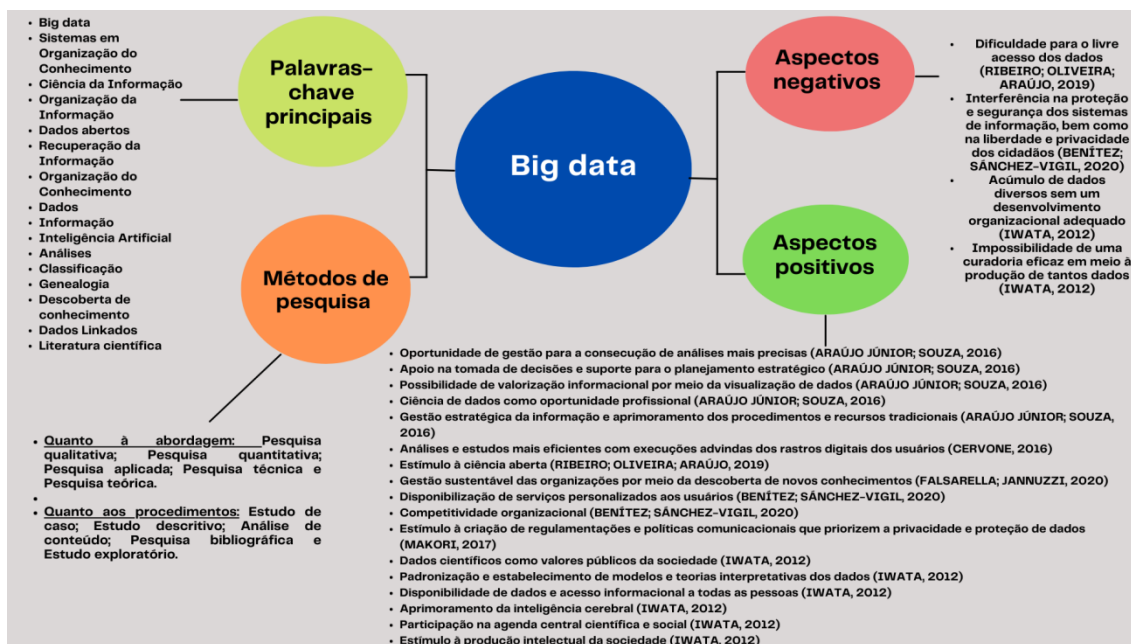 Big data
Sistemas em
Organização do
Conhecimento
Ciência da Informação
Organização da
Informação
Dados abertos
Recuperação da
Informação
Organização do
Conhecimento
Dados
Informação
Inteligência Artificial
Análises
Classificação
Genealogia
Descoberta de
conhecimento
Dados Linkados
Literatura científica
Palavras-
chave
principais
Métodos de
pesquisa
Quanto à abordagem: Pesquisa
qualitativa; Pesquisa quantitativa;
Pesquisa aplicada; Pesquisa técnica e
Pesquisa teórica.
Quanto aos procedimentos: Estudo de
caso; Estudo descritivo; Análise de
conteúdo; Pesquisa bibliográfica e
Estudo exploratório.
Big data
Aspectos
negativos
Dificuldade para o livre
acesso dos dados
(RIBEIRO; OLIVEIRA;
ARAÚJO, 2019)
Interferência na proteção
e segurança dos sistemas
de informação, bem como
na liberdade e privacidade
dos cidadãos (BENÍTEZ;
SÁNCHEZ-VIGIL, 2020)
Acúmulo de dados
diversos sem um
desenvolvimento
organizacional adequado
(IWATA, 2012)
Impossibilidade de uma
curadoria eficaz em meio à
produção de tantos dados
(IWATA, 2012)
Aspectos
positivos
Oportunidade de gestão para a consecução de análises mais precisas (ARAÚJO JÚNIOR; SOUZA, 2016)
Apoio na tomada de decisões e suporte para o planejamento estratégico (ARAÚJO JÚNIOR; SOUZA, 2016)
Possibilidade de valorização informacional por meio da visualização de dados (ARAÚJO JÚNIOR; SOUZA, 2016)
Ciência de dados como oportunidade profissional (ARAÚJO JÚNIOR; SOUZA, 2016)
Gestão estratégica da informação e aprimoramento dos procedimentos e recursos tradicionais (ARAÚJO JÚNIOR; SOUZA,
2016)
Análises e estudos mais eficientes com execuções advindas dos rastros digitais dos usuários (CERVONE, 2016)
Estímulo à ciência aberta (RIBEIRO; OLIVEIRA; ARAÚJO, 2019)
Gestão sustentável das organizações por meio da descoberta de novos conhecimentos (FALSARELLA; JANNUZZI, 2020)
Disponibilização de serviços personalizados aos usuários (BENÍTEZ; SÁNCHEZ-VIGIL, 2020)
Competitividade organizacional (BENÍTEZ; SÁNCHEZ-VIGIL, 2020)
Estímulo à criação de regulamentações e políticas comunicacionais que priorizem a privacidade e proteção de dados
(MAKORI, 2017)
Dados científicos como valores públicos da sociedade (IWATA, 2012)
Padronização e estabelecimento de modelos e teorias interpretativas dos dados (IWATA, 2012)
Disponibilidade de dados e acesso informacional a todas as pessoas (IWATA, 2012)
Aprimoramento da inteligência cerebral (IWATA, 2012)
Participação na agenda central científica e social (IWATA, 2012)
Estímulo à produção intelectual da sociedade (IWATA, 2012)